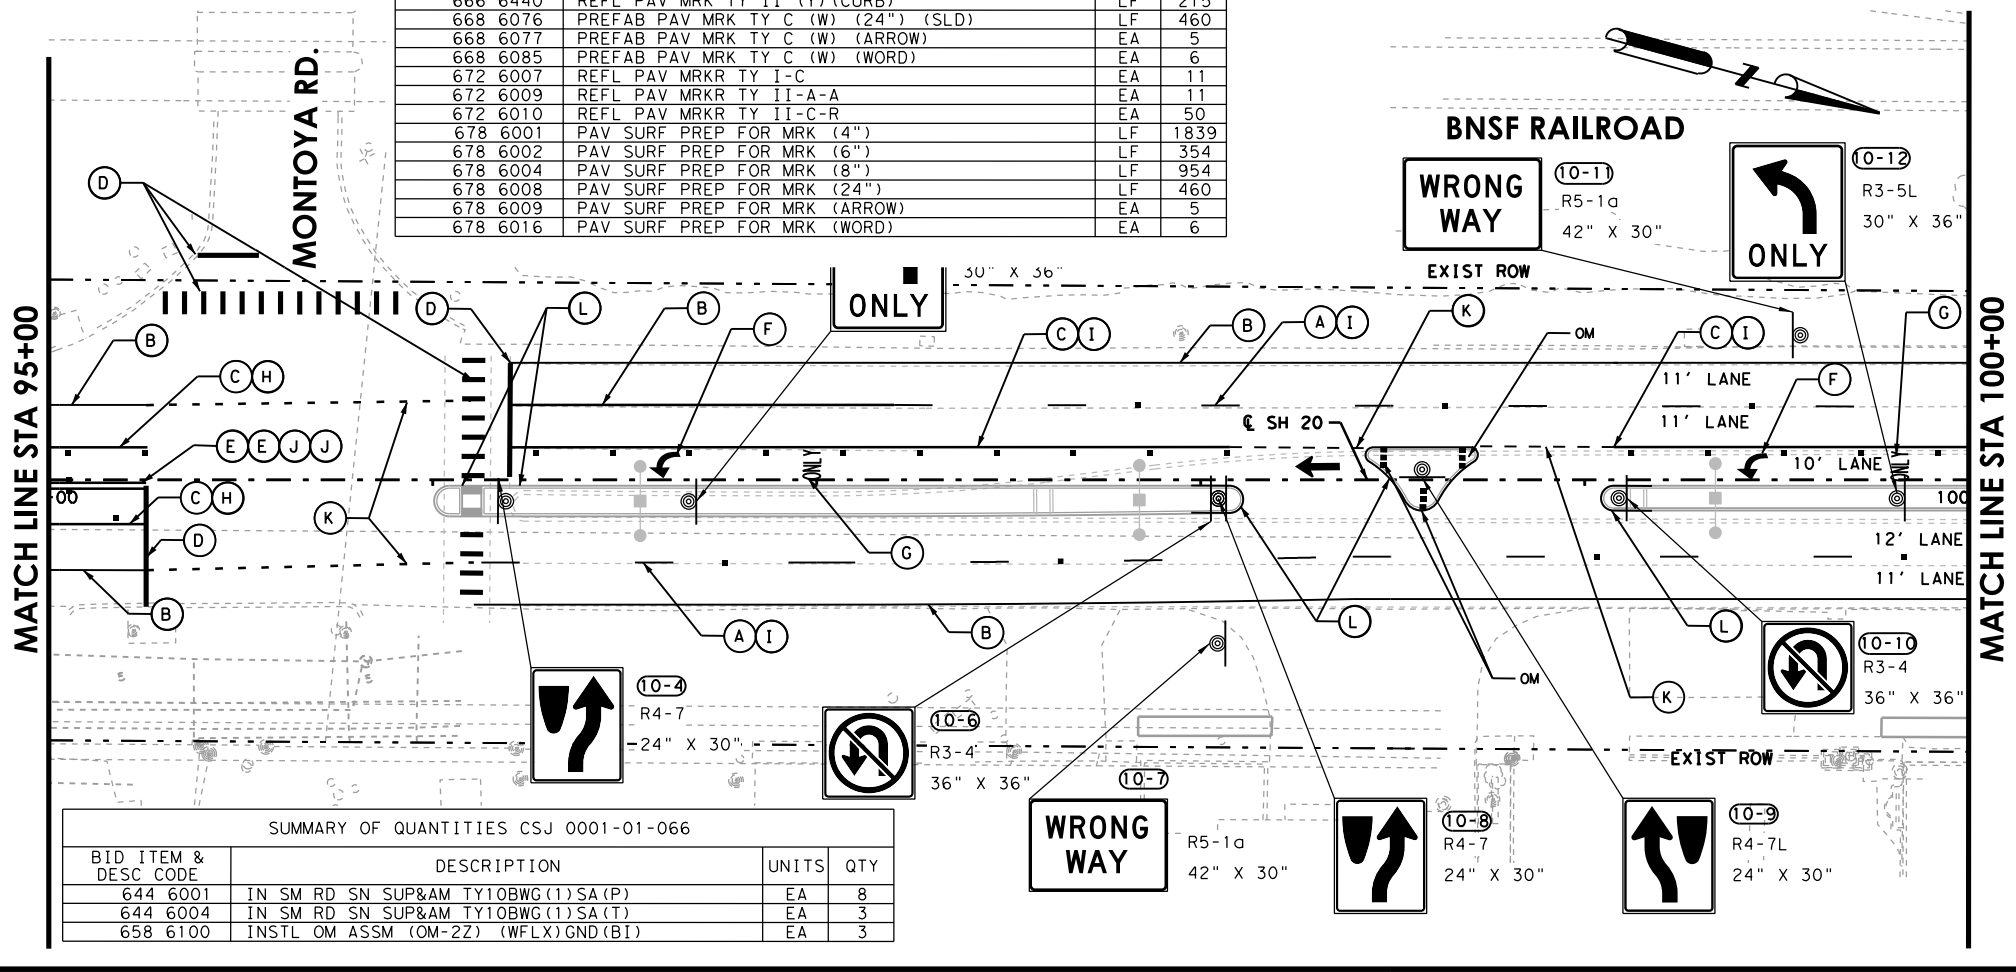 666 6440 REFL PAV MRK TY II (Y)(CURB) LF 215
668 6076 PREFAB PAV MRK TY C (W) (24") (SLD) LF 460
668 6077 PREFAB PAV MRK TY C (W) (ARROW) EA 5
668 6085 PREFAB PAV MRK TY C (W) (WORD) EA 6
672 6007 REFL PAV MRKR TY I-C EA 11
672 6009 REFL PAV MRKR TY II-A-A EA 11
672 6010 REFL PAV MRKR TY II-C-R EA 50
678 6001 PAV SURF PREP FOR MRK (4") LF 1839
678 6002 PAV SURF PREP FOR MRK (6") LF 354
678 6004 PAV SURF PREP FOR MRK (8") LF 954
678 6008 PAV SURF PREP FOR MRK (24") LF 460
678 6009 PAV SURF PREP FOR MRK (ARROW) EA 5
678 6016 PAV SURF PREP FOR MRK (WORD) EA 6
MONTOYA RD.
Z
BNSF RAILROAD
WRONG
WAY
10-11
R5-1a
42" X 30"
ONLY
10-12
R3-5L
30" X 36"
EXIST ROW
D
ONLY
30" X 36"
MATCH LINE STA 95+00
MATCH LINE STA 100+00
B
C H
E E J J
C H
D
B
K
D
L
B
F
C I
B
A I
K
OM
C I
G
F
11' LANE
11' LANE
10' LANE
12' LANE
11' LANE
℄ SH 20
ONLY
ONLY
100
G
A I
B
L
OM
K
L
10-4
R4-7
24" X 30"
10-6
R3-4
36" X 36"
WRONG
WAY
10-7
R5-1a
42" X 30"
10-8
R4-7
24" X 30"
10-9
R4-7L
24" X 30"
10-10
R3-4
36" X 36"
EXIST ROW
SUMMARY OF QUANTITIES CSJ 0001-01-066
BID ITEM & DESC CODE DESCRIPTION UNITS QTY
644 6001 IN SM RD SN SUP&AM TY10BWG(1)SA(P) EA 8
644 6004 IN SM RD SN SUP&AM TY10BWG(1)SA(T) EA 3
658 6100 INSTL OM ASSM (OM-2Z) (WFLX)GND(BI) EA 3